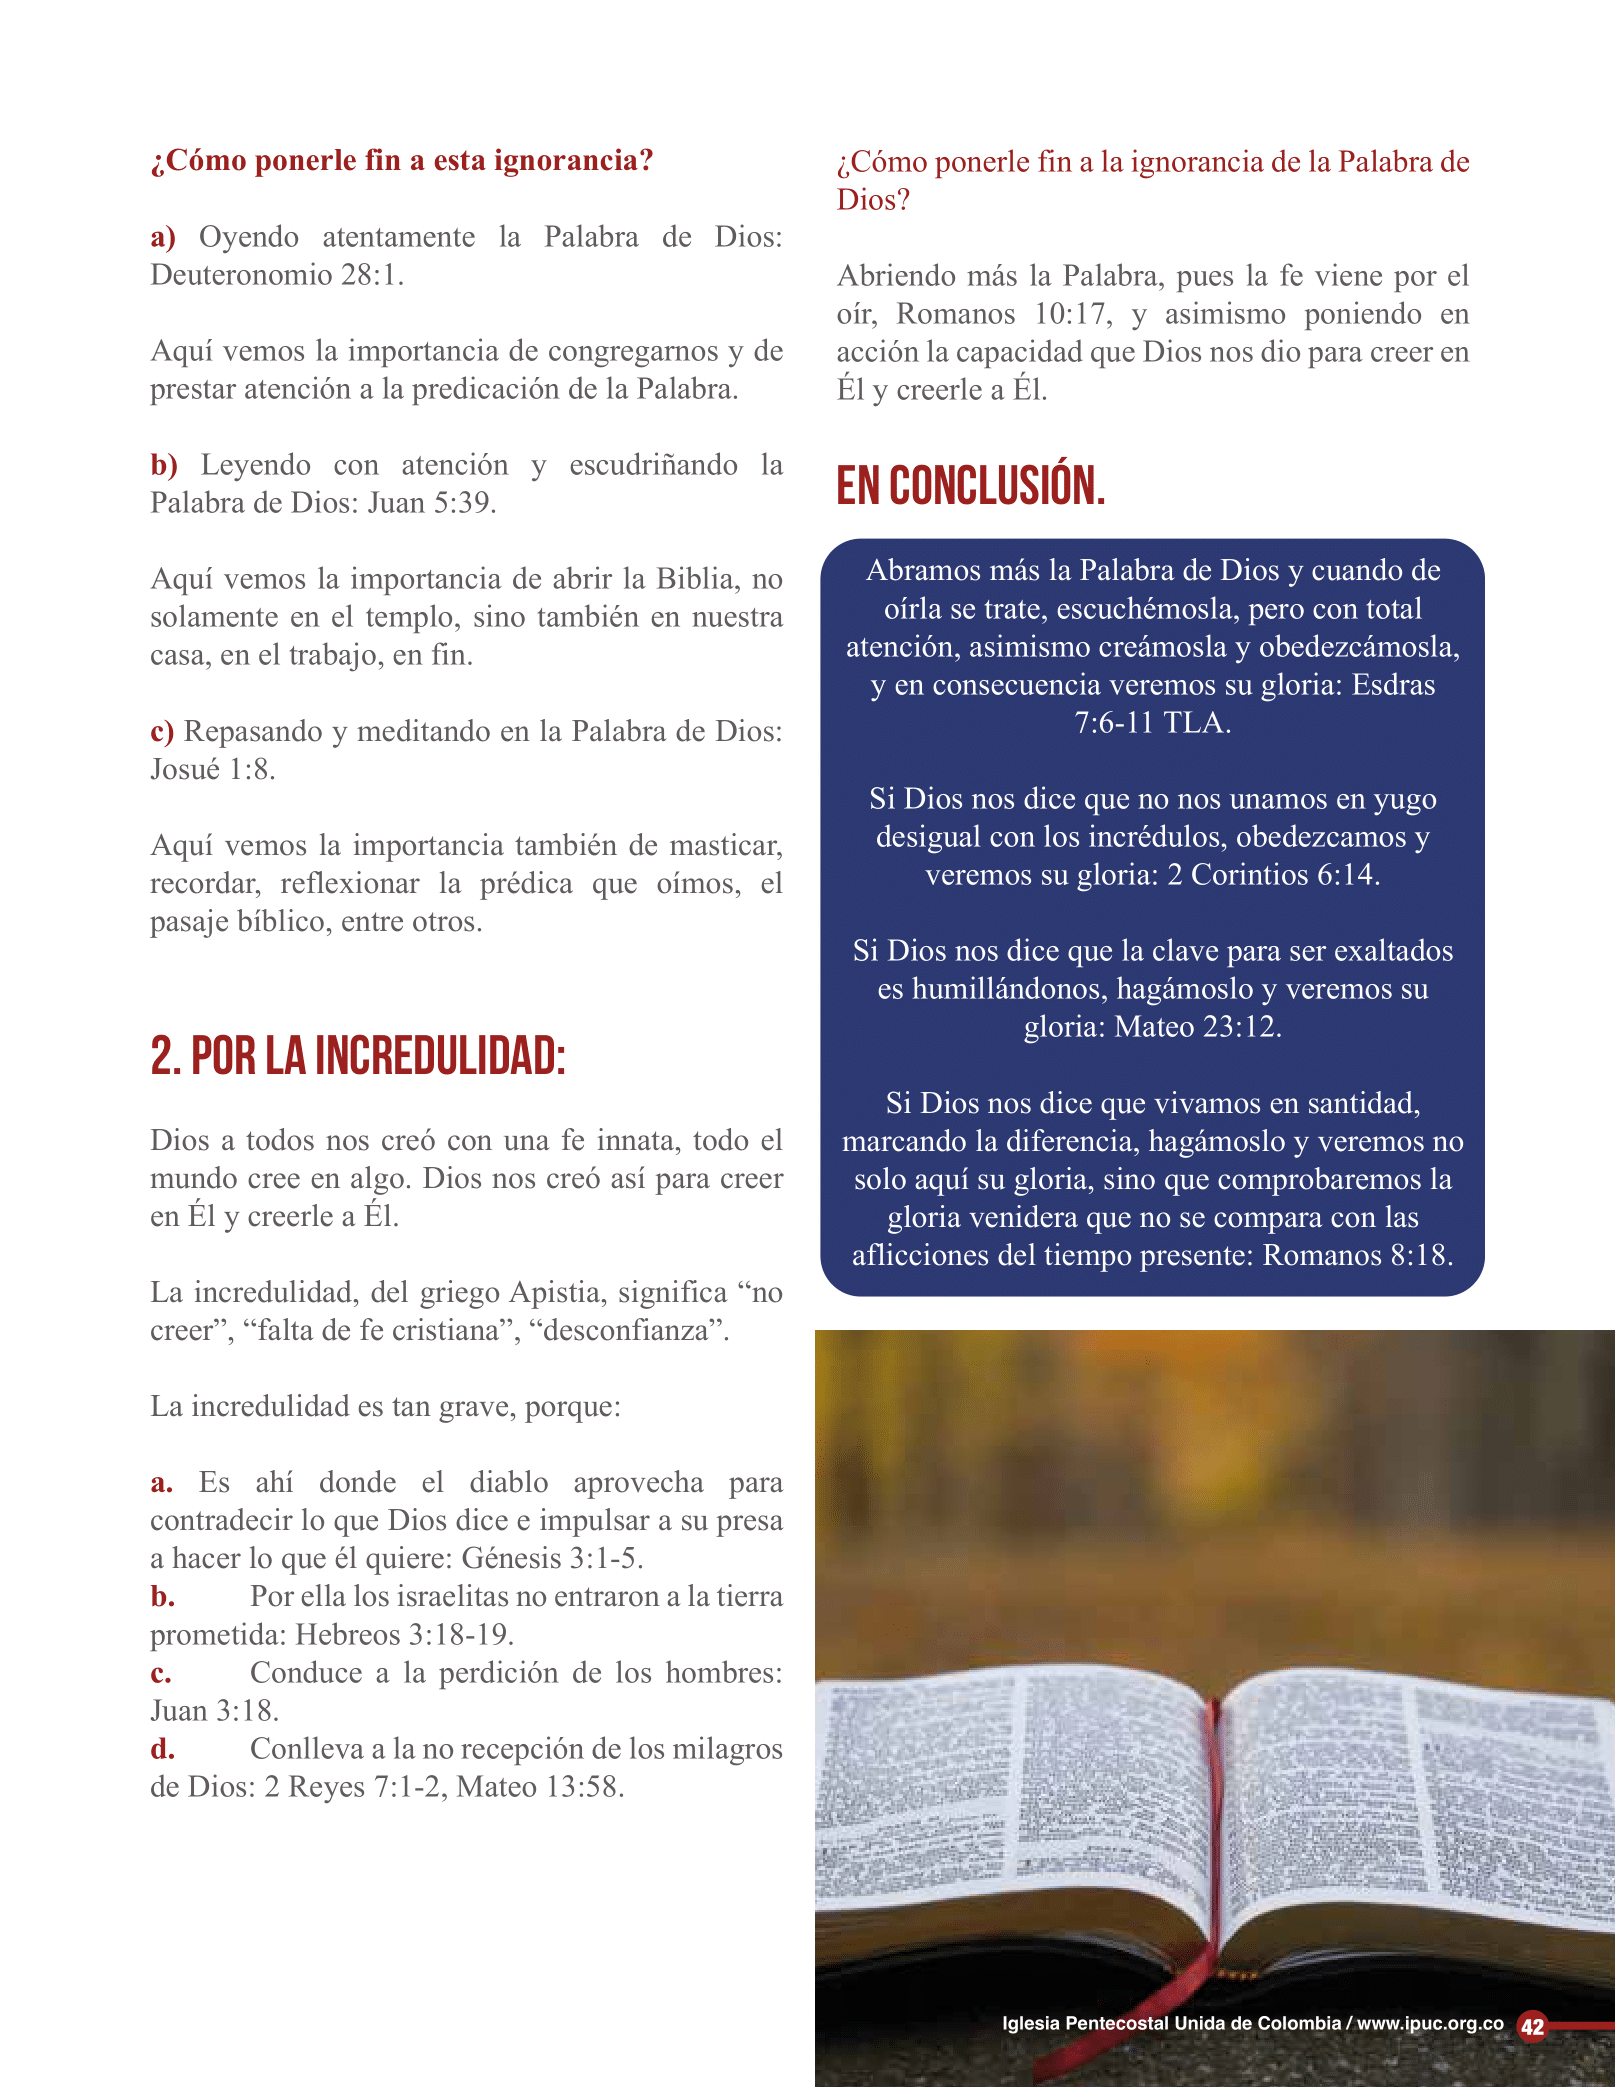 ¿Cómo ponerle fin a esta ignorancia?
a) Oyendo atentamente la Palabra de Dios:
Deuteronomio 28:1.
Aquí vemos la importancia de congregarnos y de
prestar atención a la predicación de la Palabra.
b) Leyendo con atención y escudriñando la
Palabra de Dios: Juan 5:39.
Aquí vemos la importancia de abrir la Biblia, no
solamente en el templo, sino también en nuestra
casa, en el trabajo, en fin.
c) Repasando y meditando en la Palabra de Dios:
Josué 1:8.
Aquí vemos la importancia también de masticar,
recordar, reflexionar la prédica que oímos, el
pasaje bíblico, entre otros.
2. POR LA INCREDULIDAD:
Dios a todos nos creó con una fe innata, todo el
mundo cree en algo. Dios nos creó así para creer
en Él y creerle a Él.
La incredulidad, del griego Apistia, significa “no
creer”, “falta de fe cristiana”, “desconfianza”.
La incredulidad es tan grave, porque:
a. Es ahí donde el diablo aprovecha para
contradecir lo que Dios dice e impulsar a su presa
a hacer lo que él quiere: Génesis 3:1-5.
b. Por ella los israelitas no entraron a la tierra
prometida: Hebreos 3:18-19.
c. Conduce a la perdición de los hombres:
Juan 3:18.
d. Conlleva a la no recepción de los milagros
de Dios: 2 Reyes 7:1-2, Mateo 13:58.
¿Cómo ponerle fin a la ignorancia de la Palabra de
Dios?
Abriendo más la Palabra, pues la fe viene por el
oír, Romanos 10:17, y asimismo poniendo en
acción la capacidad que Dios nos dio para creer en
Él y creerle a Él.
EN CONCLUSIÓN.
Abramos más la Palabra de Dios y cuando de
oírla se trate, escuchémosla, pero con total
atención, asimismo creámosla y obedezcámosla,
y en consecuencia veremos su gloria: Esdras
7:6-11 TLA.
Si Dios nos dice que no nos unamos en yugo
desigual con los incrédulos, obedezcamos y
veremos su gloria: 2 Corintios 6:14.
Si Dios nos dice que la clave para ser exaltados
es humillándonos, hagámoslo y veremos su
gloria: Mateo 23:12.
Si Dios nos dice que vivamos en santidad,
marcando la diferencia, hagámoslo y veremos no
solo aquí su gloria, sino que comprobaremos la
gloria venidera que no se compara con las
aflicciones del tiempo presente: Romanos 8:18.
Iglesia Pentecostal Unida de Colombia / www.ipuc.org.co 42